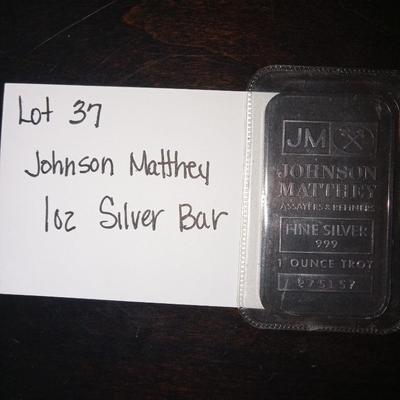 Lot 37
Johnson Matthey
1oz Silver Bar
JM
JOHNSON
MATTHEY
ASSAYERS & REFINERS
FINE SILVER
999
1 OUNCE TROY